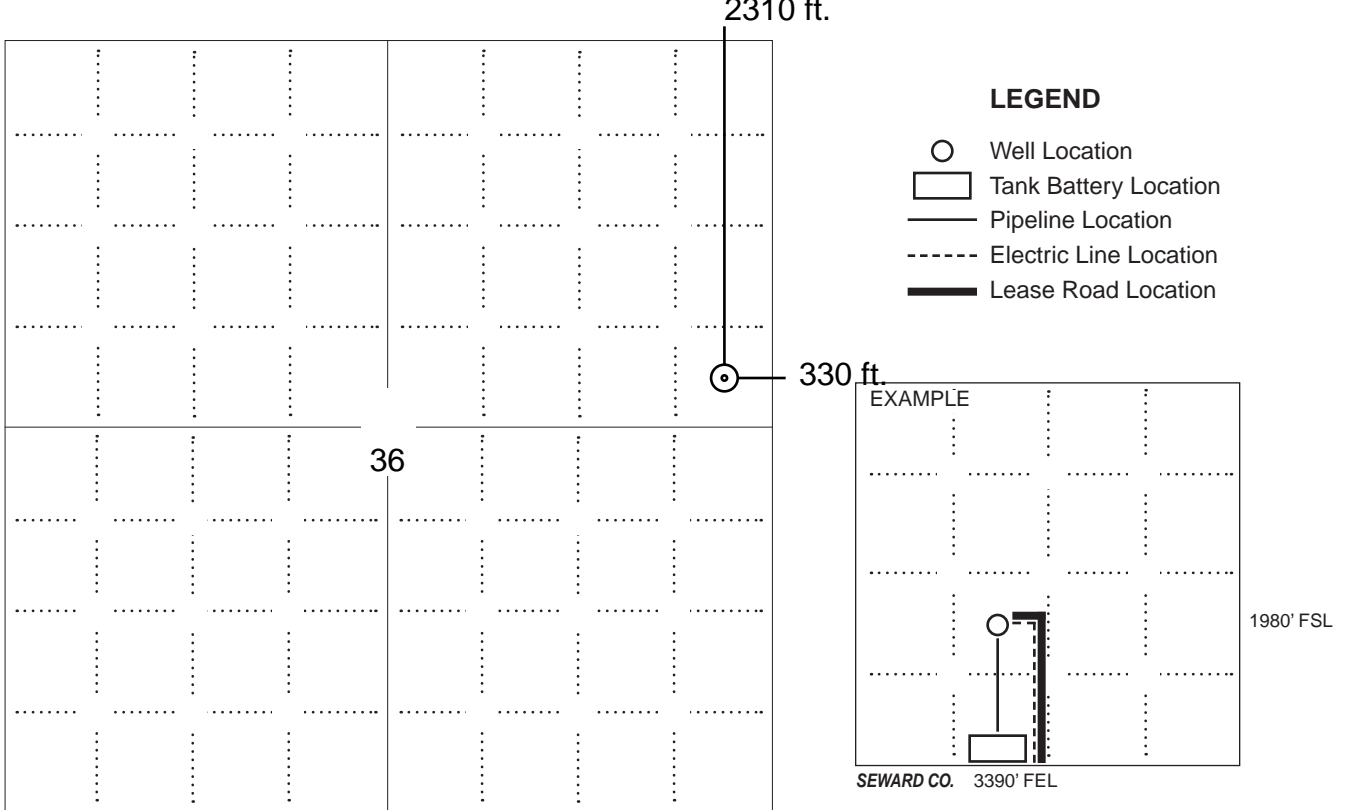 2310 ft.
LEGEND
Well Location
Tank Battery Location
Pipeline Location
Electric Line Location
Lease Road Location
330 ft.
EXAMPLE
36
1980' FSL
SEWARD CO. 3390' FEL